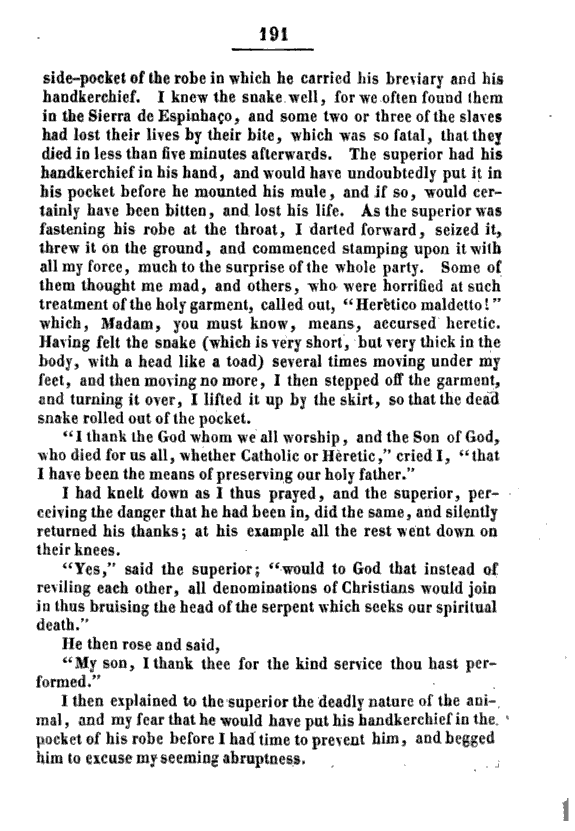 191
side-pocket of the robe in which he carried his breviary and his
handkerchief. I knew the snake well, for we often found them
in the Sierra de Espinhaço, and some two or three of the slaves
had lost their lives by their bite, which was so fatal, that they
died in less than five minutes afterwards. The superior had his
handkerchief in his hand, and would have undoubtedly put it in
his pocket before he mounted his mule, and if so, would cer-
tainly have been bitten, and lost his life. As the superior was
fastening his robe at the throat, I darted forward, seized it,
threw it on the ground, and commenced stamping upon it with
all my force, much to the surprise of the whole party. Some of
them thought me mad, and others, who were horrified at such
treatment of the holy garment, called out, “Herètico maldetto!”
which, Madam, you must know, means, accursed heretic.
Having felt the snake (which is very short, but very thick in the
body, with a head like a toad) several times moving under my
feet, and then moving no more, I then stepped off the garment,
and turning it over, I lifted it up by the skirt, so that the dead
snake rolled out of the pocket.
“I thank the God whom we all worship, and the Son of God,
who died for us all, whether Catholic or Hèretic,” cried I, “that
I have been the means of preserving our holy father.”
I had knelt down as I thus prayed, and the superior, per-
ceiving the danger that he had been in, did the same, and silently
returned his thanks; at his example all the rest went down on
their knees.
“Yes,” said the superior; “would to God that instead of
reviling each other, all denominations of Christians would join
in thus bruising the head of the serpent which seeks our spiritual
death.”
He then rose and said,
“My son, I thank thee for the kind service thou hast per-
formed.”
I then explained to the superior the deadly nature of the ani-
mal, and my fear that he would have put his handkerchief in the
pocket of his robe before I had time to prevent him, and begged
him to excuse my seeming abruptness.